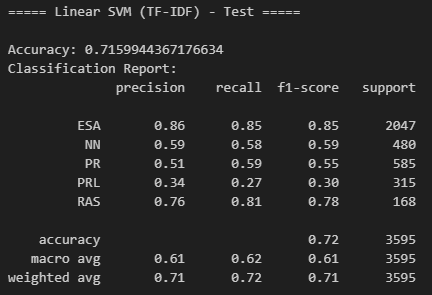 ===== Linear SVM (TF-IDF) - Test =====
Accuracy: 0.7159944367176634
Classification Report:
precision recall f1-score support
ESA 0.86 0.85 0.85 2047
NN 0.59 0.58 0.59 480
PR 0.51 0.59 0.55 585
PRL 0.34 0.27 0.30 315
RAS 0.76 0.81 0.78 168
accuracy 0.72 3595
macro avg 0.61 0.62 0.61 3595
weighted avg 0.71 0.72 0.71 3595